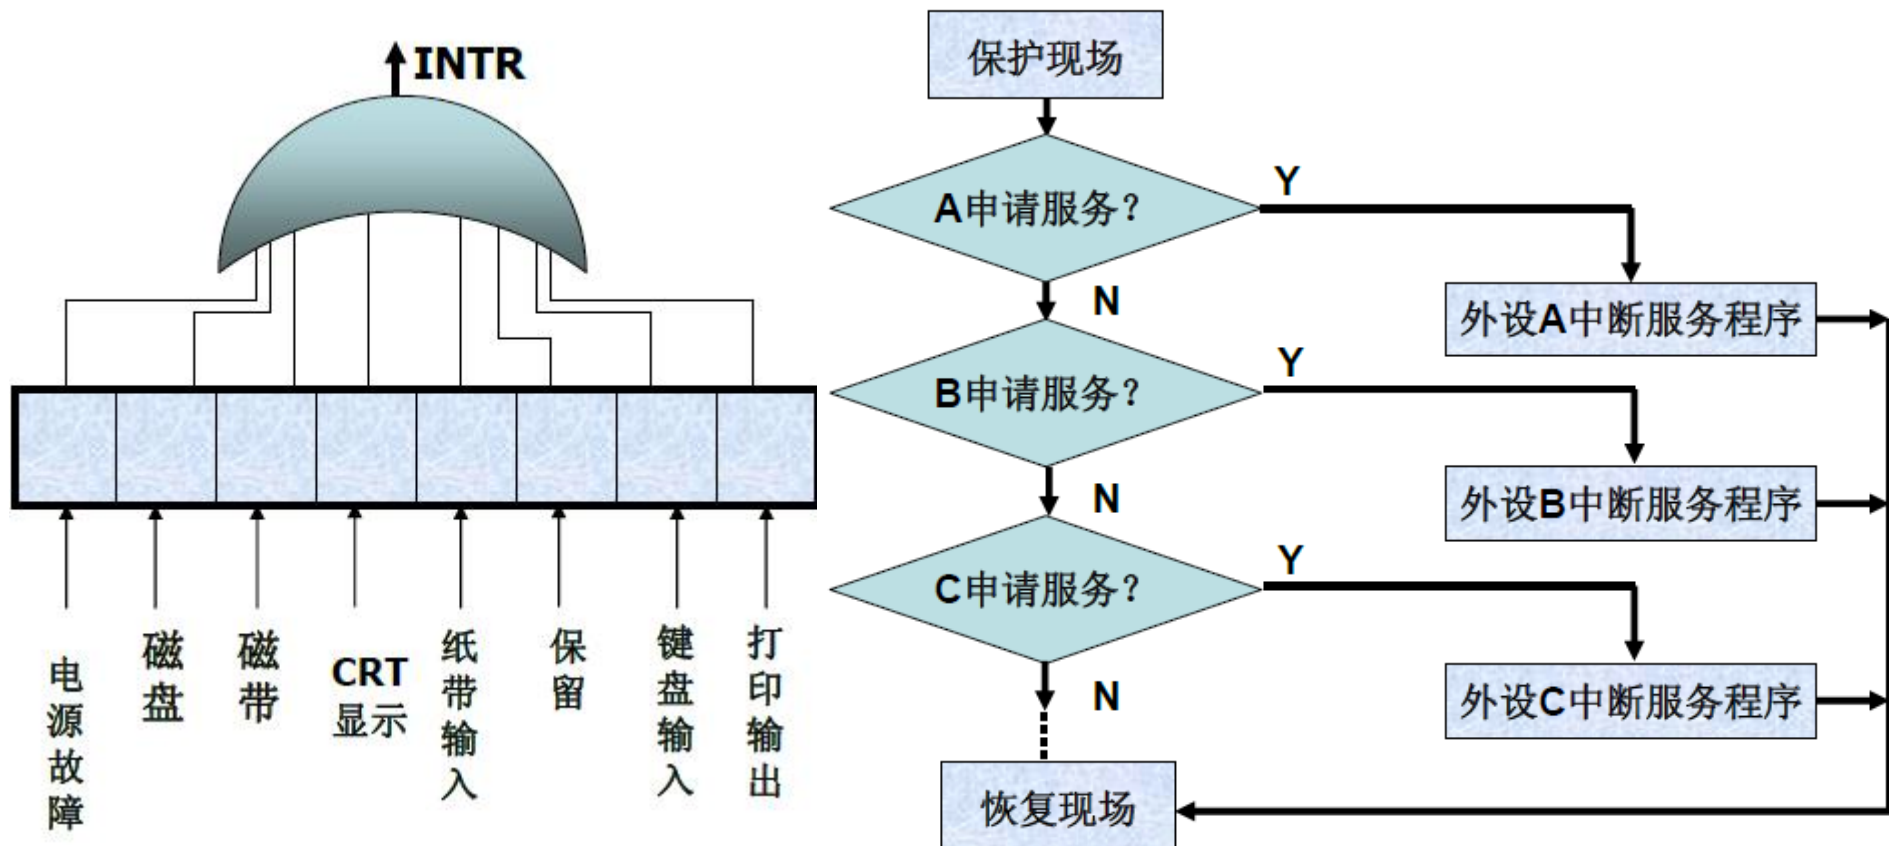 INTR
电源故障
磁盘
磁带
CRT
显示
纸带输入
保留
键盘输入
打印输出
保护现场
A申请服务?
Y
外设A中断服务程序
N
B申请服务?
Y
外设B中断服务程序
N
C申请服务?
Y
外设C中断服务程序
N
恢复现场